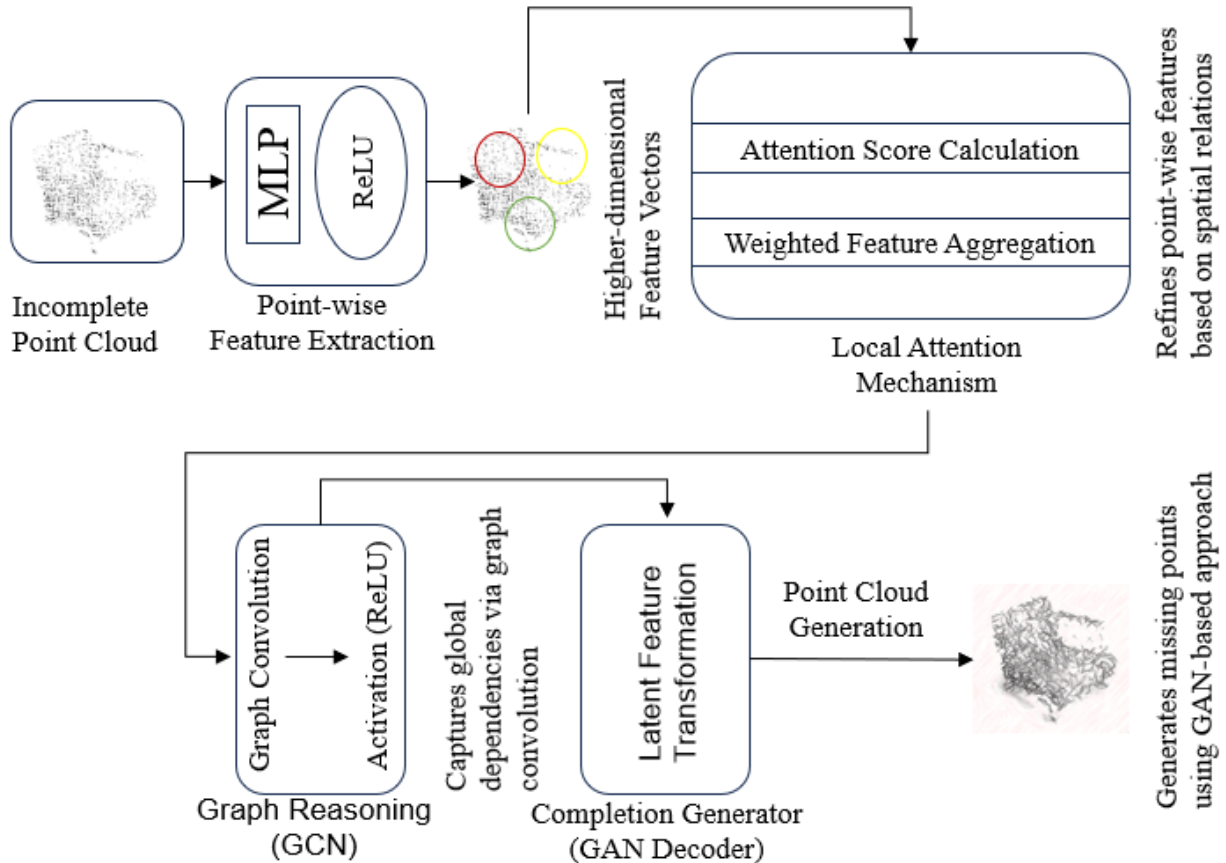 Incomplete
Point Cloud
MLP
ReLU
Point-wise
Feature Extraction
Higher-dimensional
Feature Vectors
Attention Score Calculation
Weighted Feature Aggregation
Local Attention
Mechanism
Refines point-wise features
based on spatial relations
Graph Convolution
Activation (ReLU)
Graph Reasoning
(GCN)
Captures global
dependencies via graph
convolution
Latent Feature
Transformation
Completion Generator
(GAN Decoder)
Point Cloud
Generation
Generates missing points
using GAN-based approach